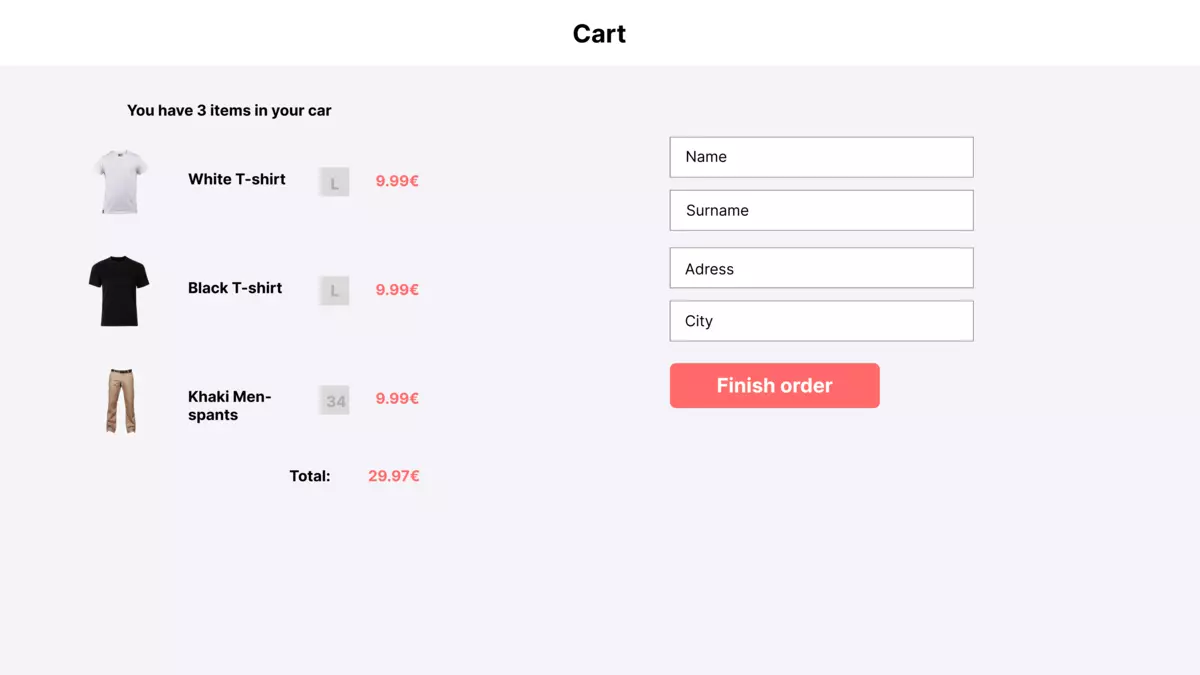 Cart
You have 3 items in your car
White T-shirt
L
9.99€
Black T-shirt
L
9.99€
Khaki Men-
spants
34
9.99€
Total:
29.97€
Name
Surname
Adress
City
Finish order